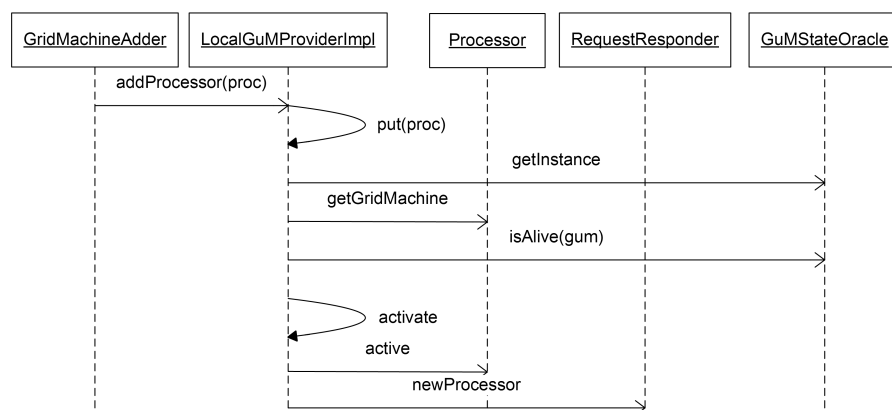 GridMachineAdder LocalGuMProviderImpl Processor RequestResponder GuMStateOracle
addProcessor(proc)
put(proc)
getInstance
getGridMachine
isAlive(gum)
activate
active
newProcessor